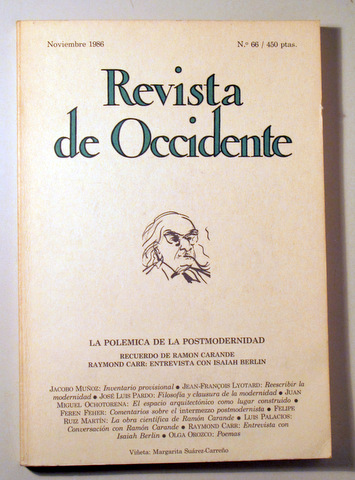 Noviembre 1986 N.º 66 / 450 ptas.
Revista
de Occidente
LA POLEMICA DE LA POSTMODERNIDAD
RECUERDO DE RAMON CARANDE
RAYMOND CARR: ENTREVISTA CON ISAIAH BERLIN
JACOBO MUÑOZ: Inventario provisional ● JEAN-FRANÇOIS LYOTARD: Reescribir la
modernidad ● JOSÉ LUIS PARDO: Filosofía y clausura de la modernidad ● JUAN
MIGUEL OCHOTORENA: El espacio arquitectónico como lugar construido ●
FEREN FEHER: Comentarios sobre el intermezzo postmodernista ● FELIPE
RUIZ MARTÍN: La obra científica de Ramón Carande ● LUIS PALACIOS:
Conversación con Ramón Carande ● RAYMOND CARR: Entrevista con
Isaiah Berlin ● OLGA OROZCO: Poemas
Viñeta: Margarita Suárez-Carreño